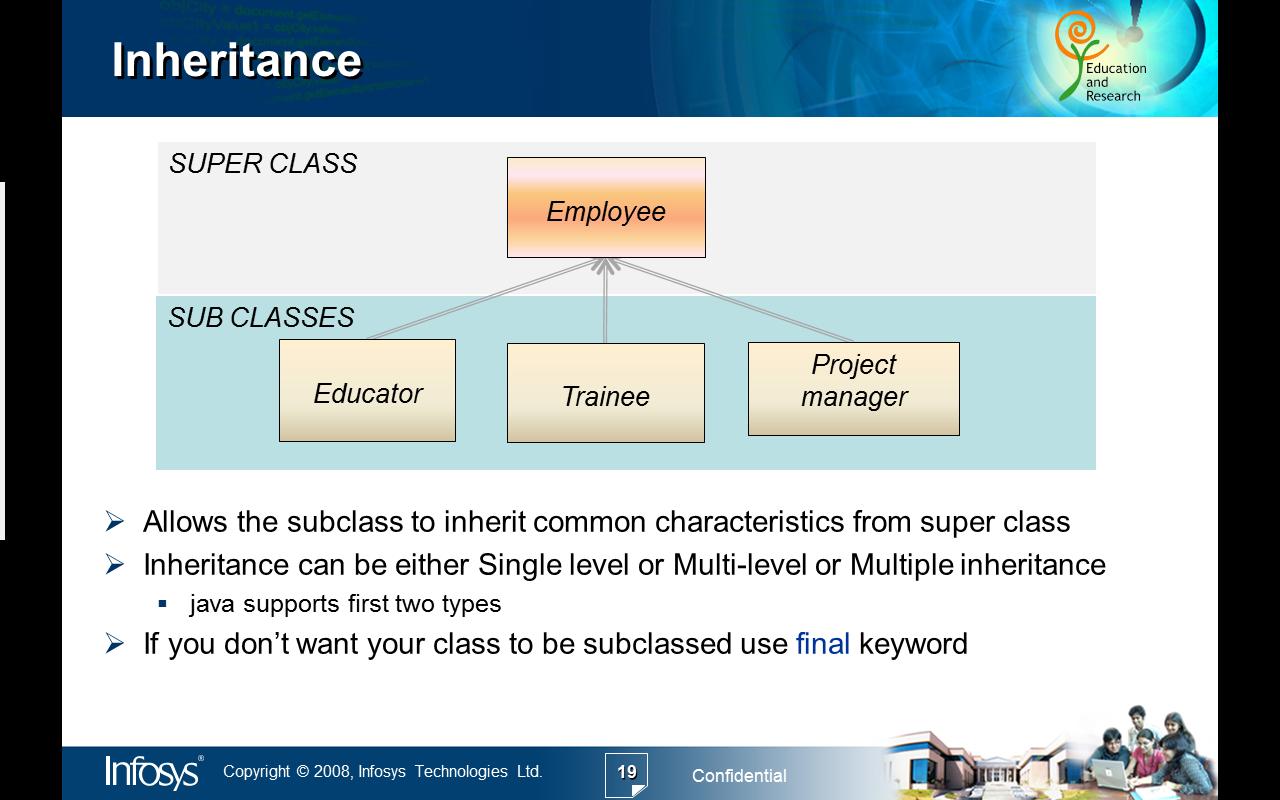 Inheritance
Education
and
Research
SUPER CLASS
Employee
SUB CLASSES
Educator
Trainee
Project
manager
Allows the subclass to inherit common characteristics from super class
Inheritance can be either Single level or Multi-level or Multiple inheritance
java supports first two types
If you don’t want your class to be subclassed use final keyword
Infosys®
Copyright © 2008, Infosys Technologies Ltd.
19
Confidential